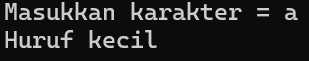 Masukkan karakter = a
Huruf kecil